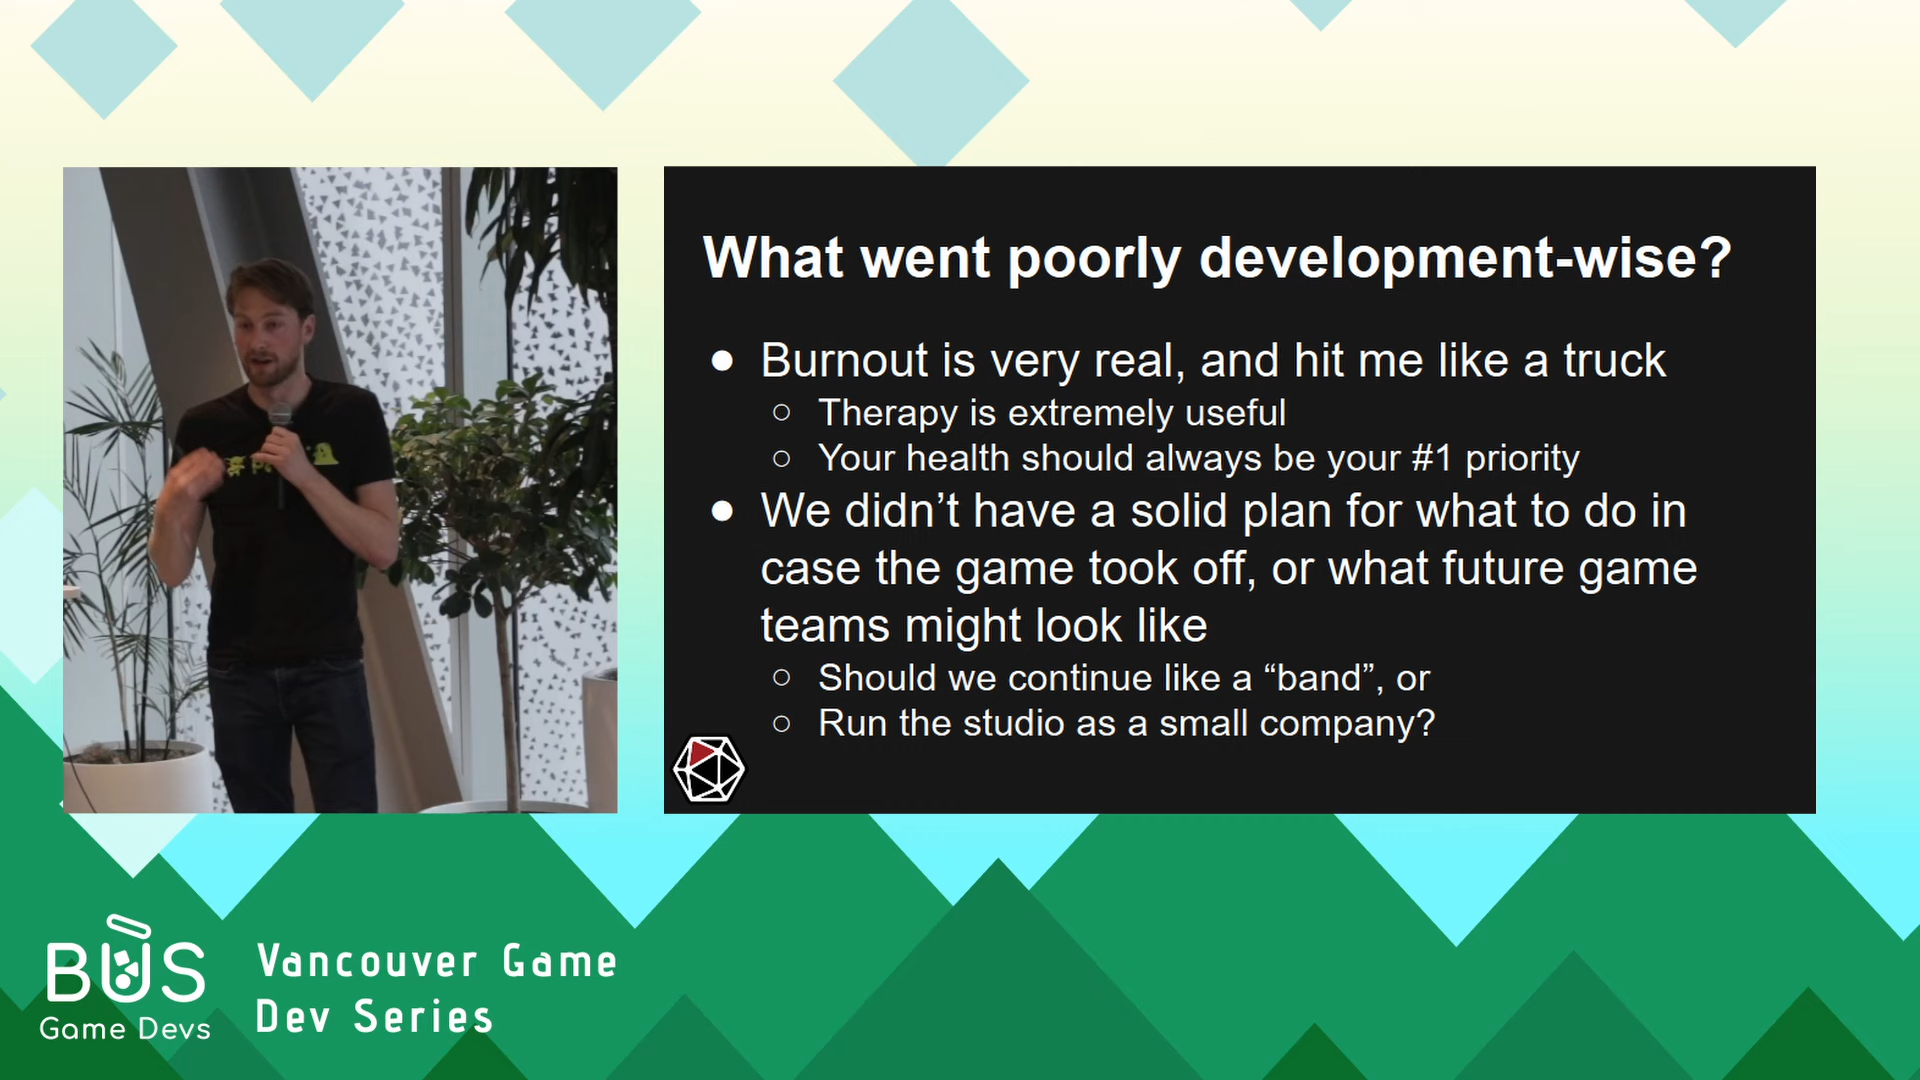 What went poorly development-wise?
● Burnout is very real, and hit me like a truck
○ Therapy is extremely useful
○ Your health should always be your #1 priority
● We didn’t have a solid plan for what to do in
case the game took off, or what future game
teams might look like
○ Should we continue like a “band”, or
○ Run the studio as a small company?
BUS
Game Devs
Vancouver Game
Dev Series